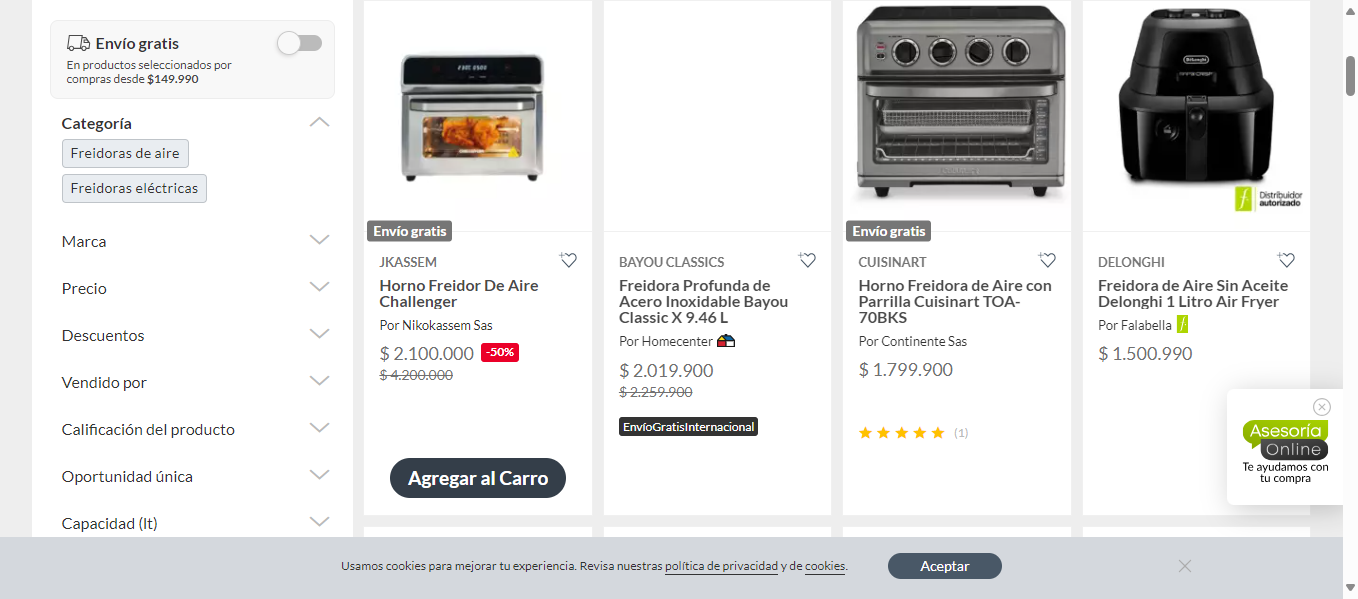 Envío gratis
En productos seleccionados por
compras desde $149.990
Categoría
Freidoras de aire
Freidoras eléctricas
Marca
Precio
Descuentos
Vendido por
Calificación del producto
Oportunidad única
Capacidad (lt)
Envío gratis
JKASSEM
Horno Freidor De Aire
Challenger
Por Nikokassem Sas
$ 2.100.000 -50%
$ 4.200.000
Agregar al Carro
BAYOU CLASSICS
Freidora Profunda de
Acero Inoxidable Bayou
Classic X 9.46 L
Por Homecenter
$ 2.019.900
$ 2.259.900
EnvíoGratisInternacional
Envío gratis
CUISINART
Horno Freidora de Aire con
Parrilla Cuisinart TOA-
70BKS
Por Continente Sas
$ 1.799.900
(1)
DeLonghi
f Distribuidor
autorizado
DELONGHI
Freidora de Aire Sin Aceite
Delonghi 1 Litro Air Fryer
Por Falabella f
$ 1.500.990
Asesoría
Online
Te ayudamos con
tu compra
Usamos cookies para mejorar tu experiencia. Revisa nuestras política de privacidad y de cookies.
Aceptar